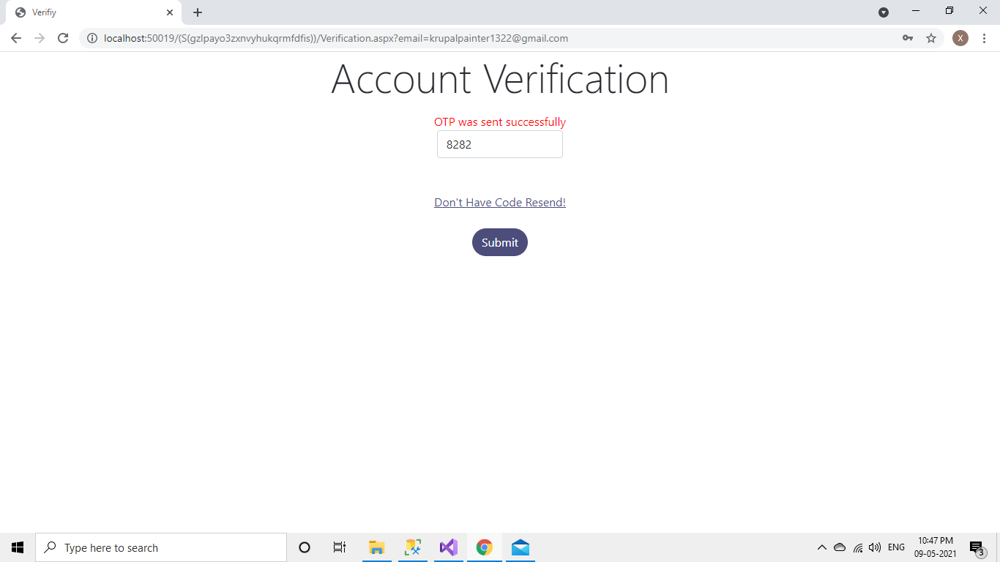 Verifiy
localhost:50019/(S(gzlpayo3zxnvyhukqrmfdfis))/Verification.aspx?email=krupalpainter1322@gmail.com
X
Account Verification
OTP was sent successfully
8282
Don't Have Code Resend!
Submit
Type here to search
ENG
10:47 PM
09-05-2021
3